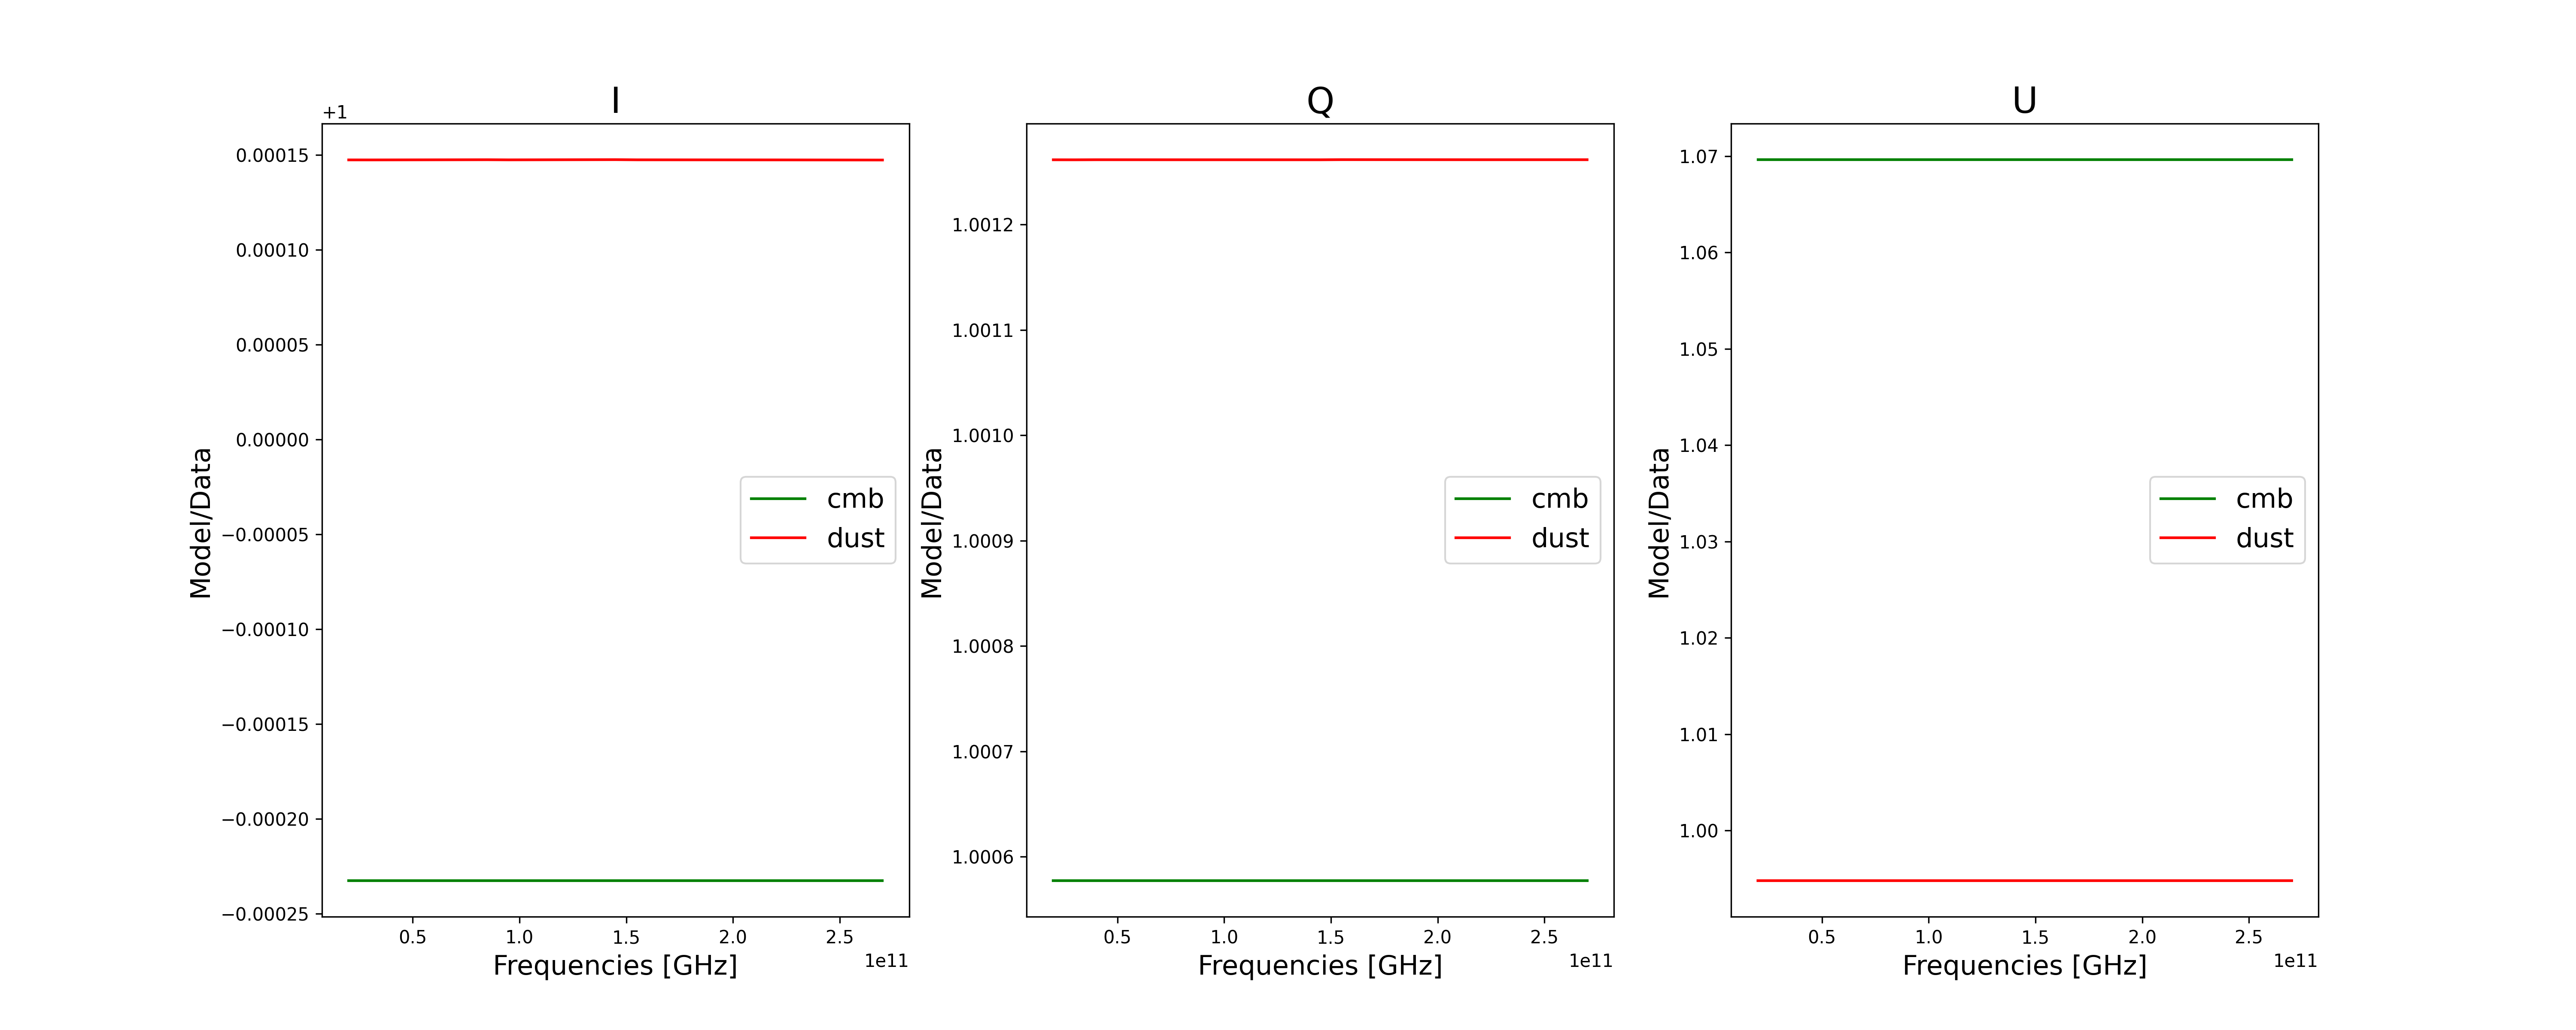 I
+1
0.00015
0.00010
0.00005
0.00000
−0.00005
−0.00010
−0.00015
−0.00020
−0.00025
Model/Data
cmb
dust
0.5 1.0 1.5 2.0 2.5
Frequencies [GHz]
1e11
Q
1.0012
1.0011
1.0010
1.0009
1.0008
1.0007
1.0006
Model/Data
cmb
dust
0.5 1.0 1.5 2.0 2.5
Frequencies [GHz]
1e11
U
1.07
1.06
1.05
1.04
1.03
1.02
1.01
1.00
Model/Data
cmb
dust
0.5 1.0 1.5 2.0 2.5
Frequencies [GHz]
1e11